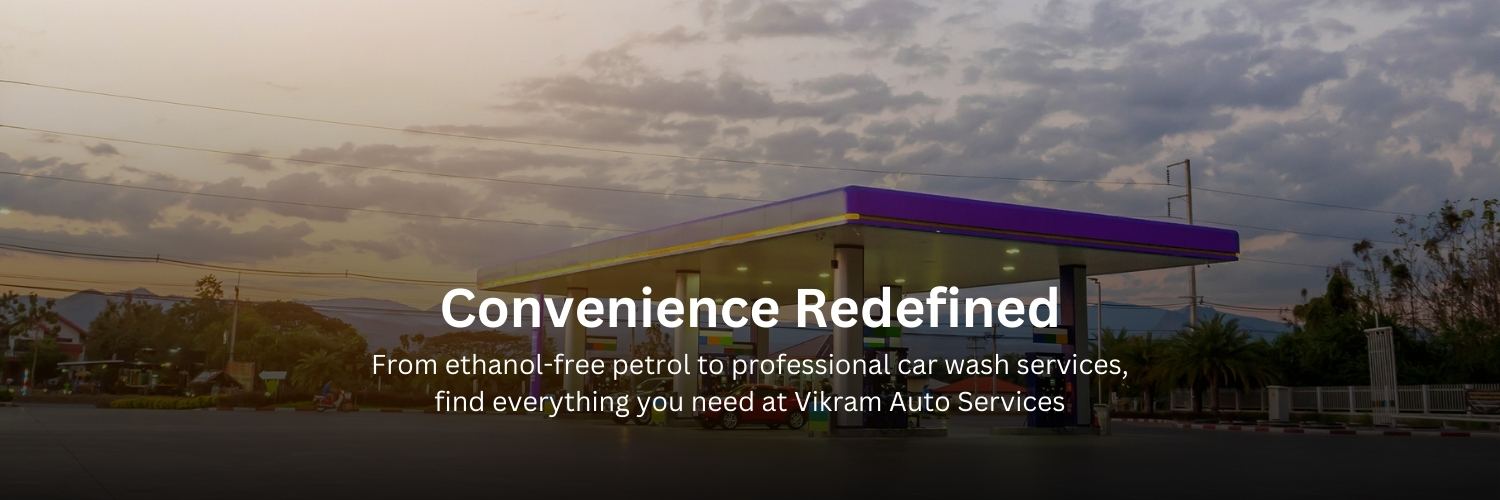 Convenience Redefined
From ethanol-free petrol to professional car wash services,
find everything you need at Vikram Auto Services